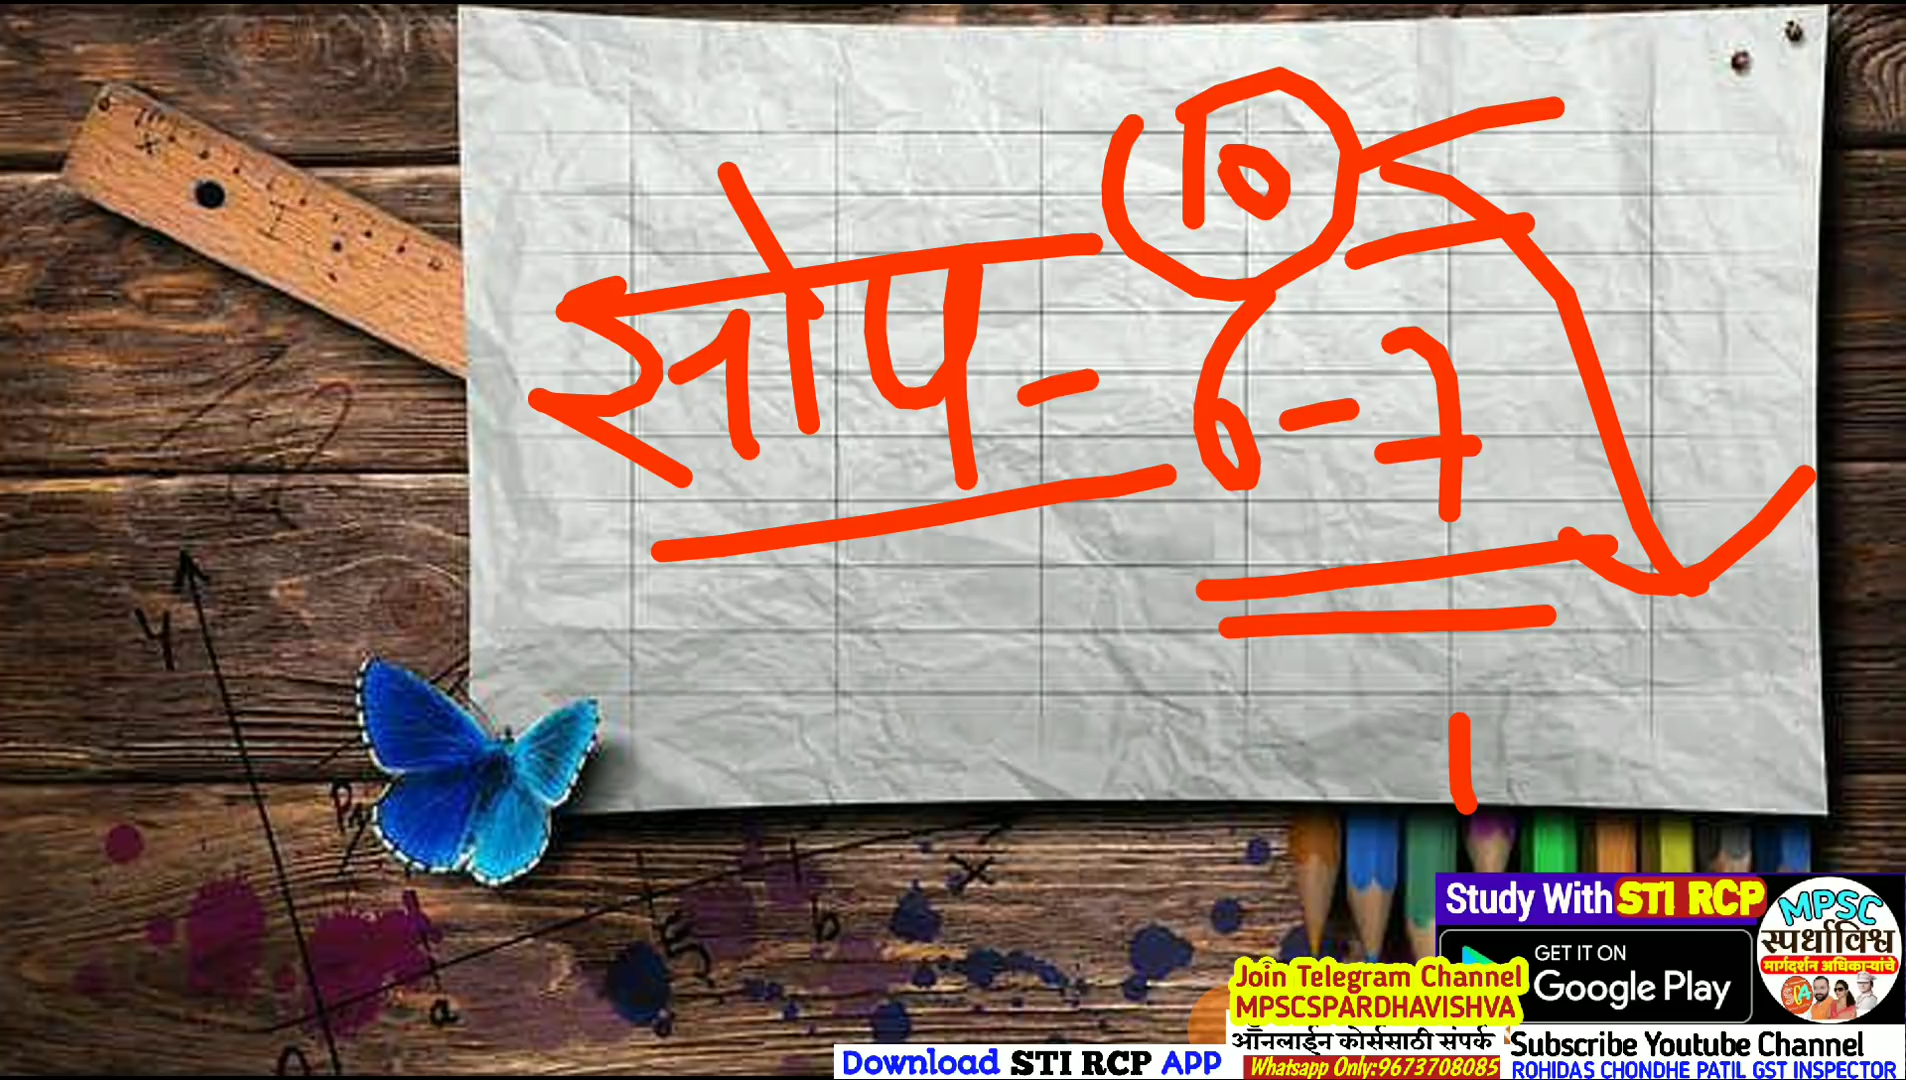 10
झोप = 6 - 7
Study With STI RCP
MPSC
स्पर्धाविश्व
मार्गदर्शन अधिकाऱ्यांचे
GET IT ON
Google Play
Join Telegram Channel
MPSCSPARDHAVISHVA
ऑनलाईन कोर्ससाठी संपर्क
Whatsapp Only:9673708085
Subscribe Youtube Channel
ROHIDAS CHONDHE PATIL GST INSPECTOR
Download STI RCP APP
y
x
a
b